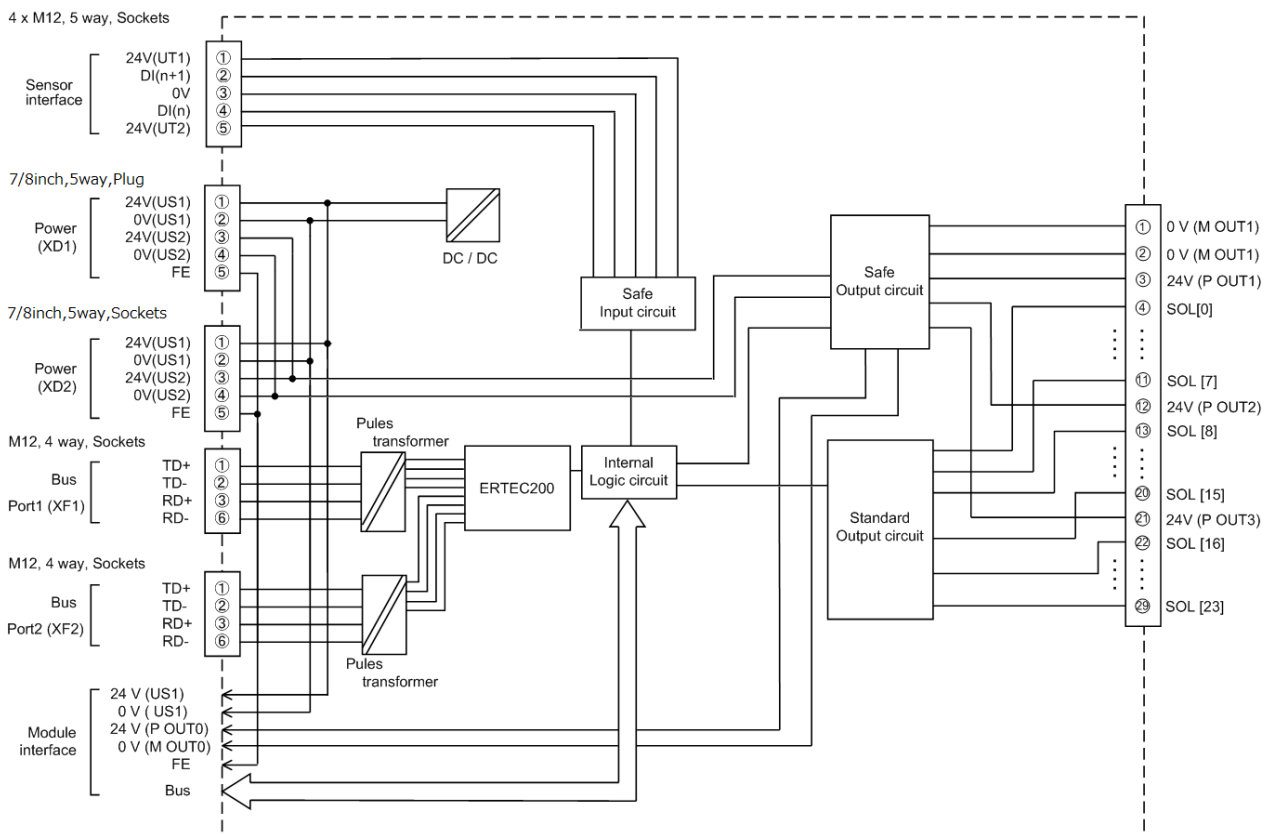 4 x M12, 5 way, Sockets
Sensor
interface
24V(UT1) ①
DI(n+1) ②
0V ③
DI(n) ④
24V(UT2) ⑤
7/8inch,5way,Plug
Power
(XD1)
24V(US1) ①
0V(US1) ②
24V(US2) ③
0V(US2) ④
FE ⑤
DC / DC
7/8inch,5way,Sockets
Power
(XD2)
24V(US1) ①
0V(US1) ②
24V(US2) ③
0V(US2) ④
FE ⑤
M12, 4 way, Sockets
Bus
Port1 (XF1)
TD+ ①
TD- ②
RD+ ③
RD- ⑥
Pules
transformer
ERTEC200
M12, 4 way, Sockets
Bus
Port2 (XF2)
TD+ ①
TD- ②
RD+ ③
RD- ⑥
Pules
transformer
Module
interface
24 V (US1)
0 V ( US1)
24 V (P OUT0)
0 V (M OUT0)
FE
Bus
Safe
Input circuit
Internal
Logic circuit
Safe
Output circuit
Standard
Output circuit
① 0 V (M OUT1)
② 0 V (M OUT1)
③ 24V (P OUT1)
④ SOL[0]
⑪ SOL [7]
⑫ 24V (P OUT2)
⑬ SOL [8]
⑳ SOL [15]
㉑ 24V (P OUT3)
㉒ SOL [16]
㉙ SOL [23]